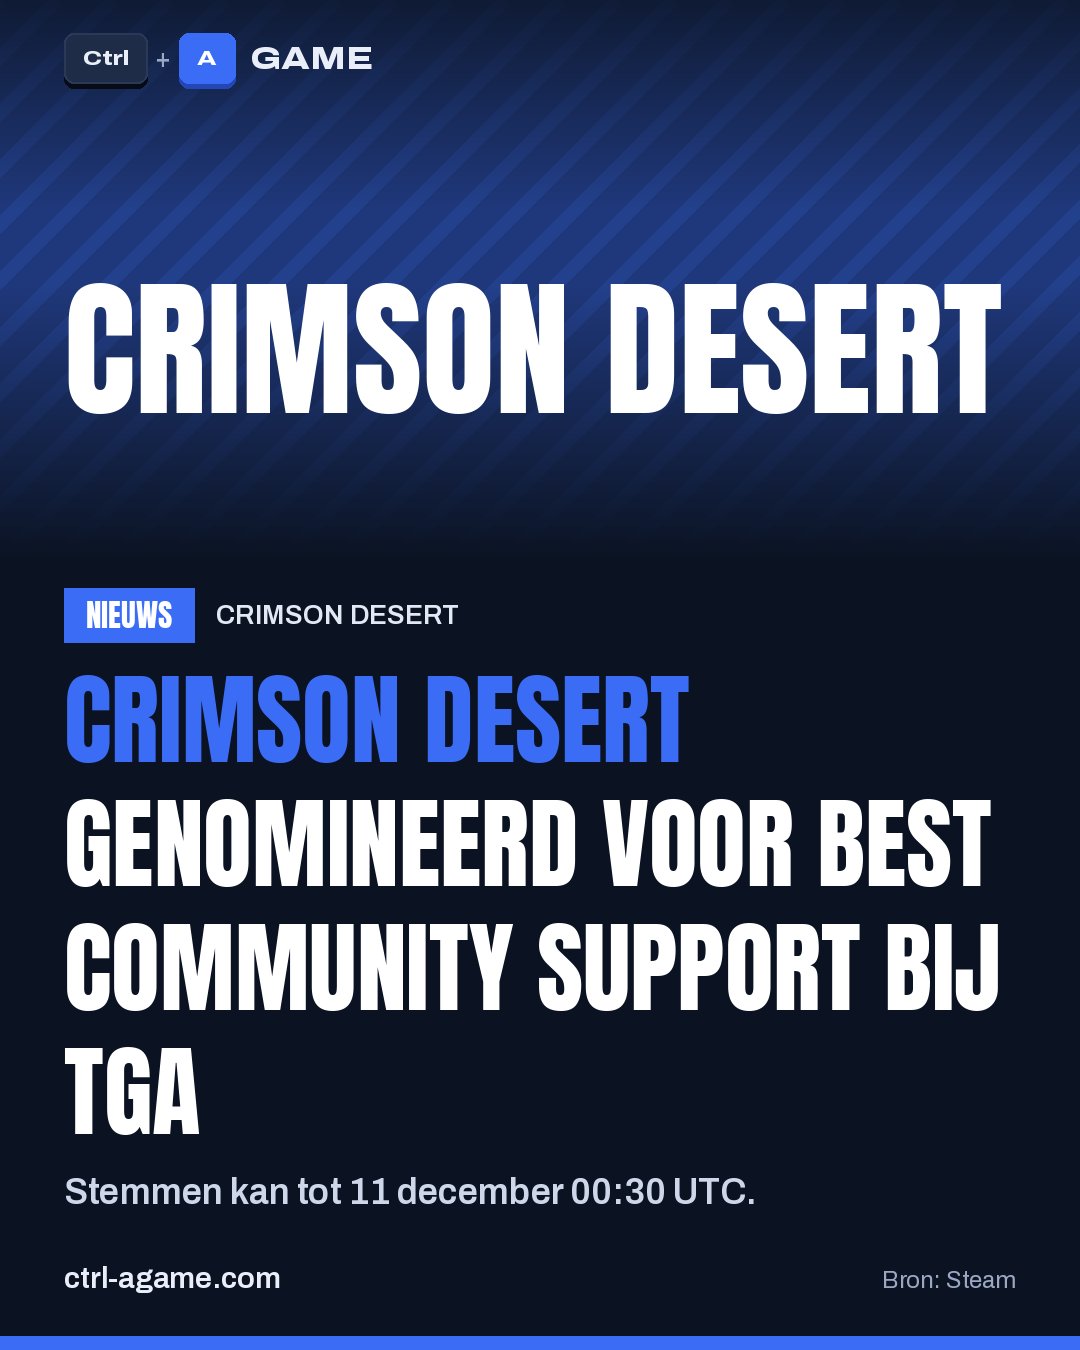 Ctrl + A GAME
CRIMSON DESERT
NIEUWS CRIMSON DESERT
CRIMSON DESERT
GENOMINEERD VOOR BEST
COMMUNITY SUPPORT BIJ
TGA
Stemmen kan tot 11 december 00:30 UTC.
ctrl-agame.com Bron: Steam